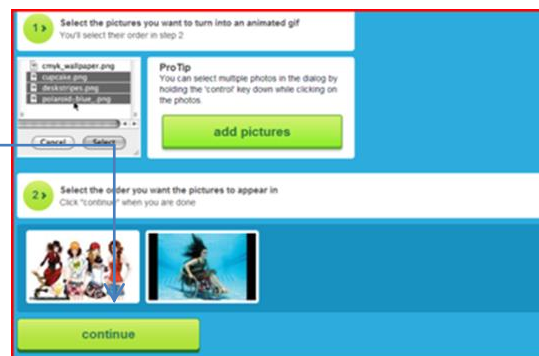 1> Select the pictures you want to turn into an animated gif
You'll select their order in step 2
cmyk_wallpaper.png
cupcake.png
deskstripes.png
polaroid-blue_.png
Cancel Select
ProTip
You can select multiple photos in the dialog by
holding the 'control' key down while clicking on
the photos.
add pictures
2> Select the order you want the pictures to appear in
Click "continue" when you are done
continue